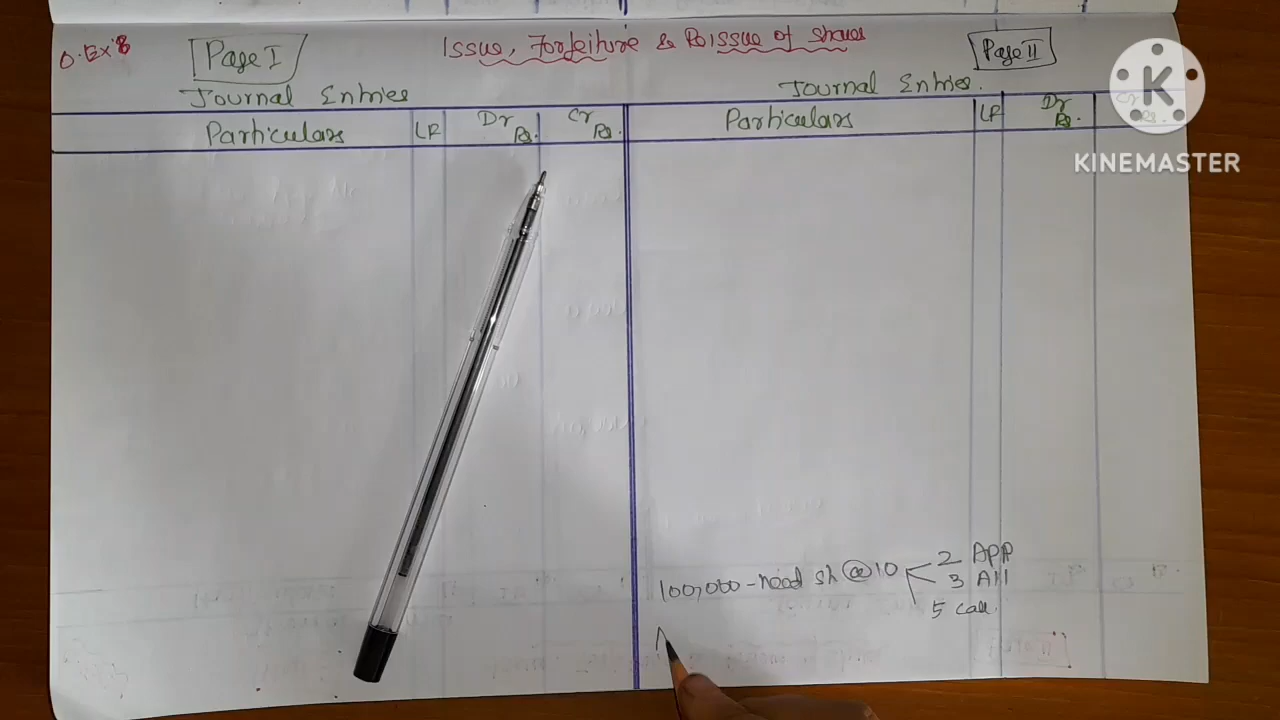 O.Ex 8
Page I
Issue, Forfeiture & Reissue of Shares
Page II
Journal Entries
Journal Entries.
Particulars LF Dr Rs. Cr Rs.
Particulars LF Dr Rs.
K
KINEMASTER
100,000 - need sh @ 10
2 APP
3 All
5 call